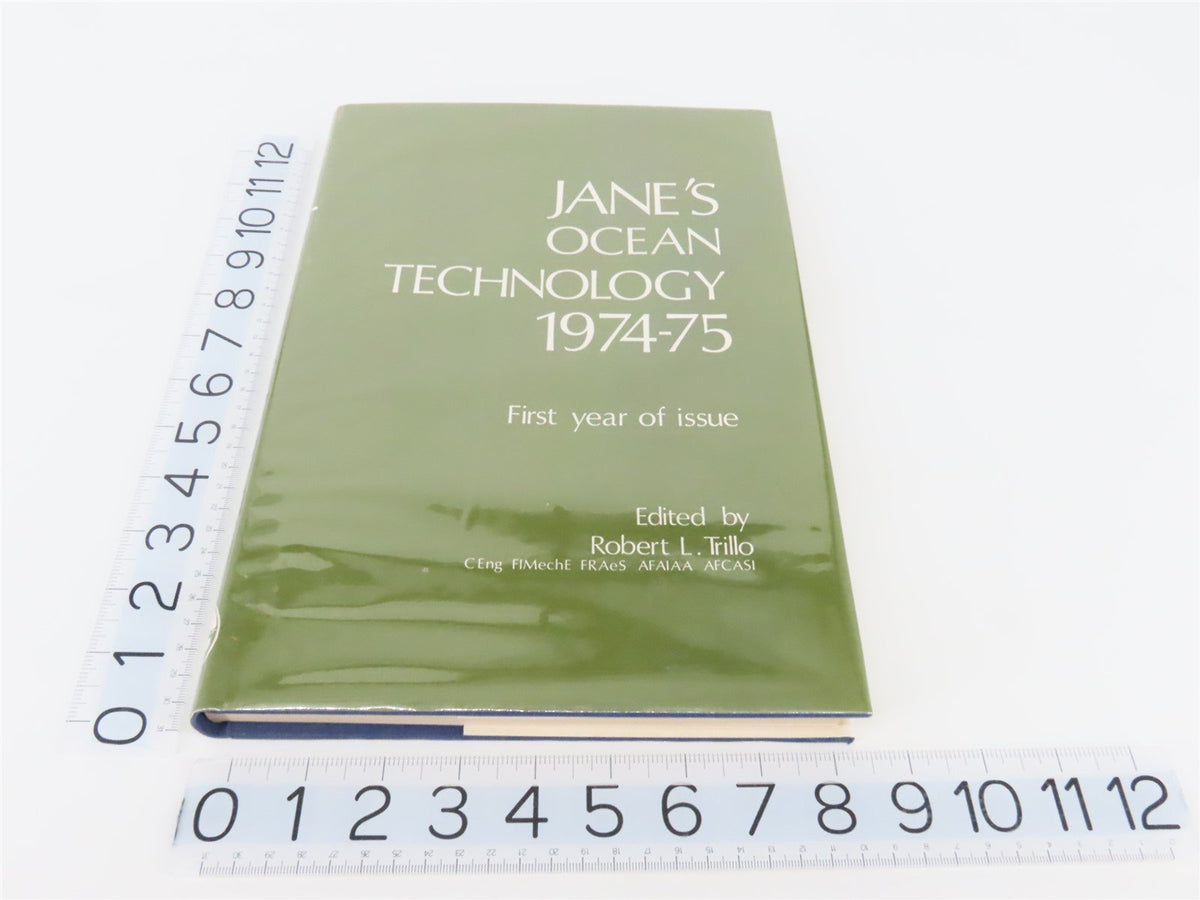 JANE'S
OCEAN
TECHNOLOGY
1974-75
First year of issue
Edited by
Robert L. Trillo
CEng FIMechE FRAeS AFAIAA AFCASI
0 1 2 3 4 5 6 7 8 9 10 11 12
0 1 2 3 4 5 6 7 8 9 10 11 12